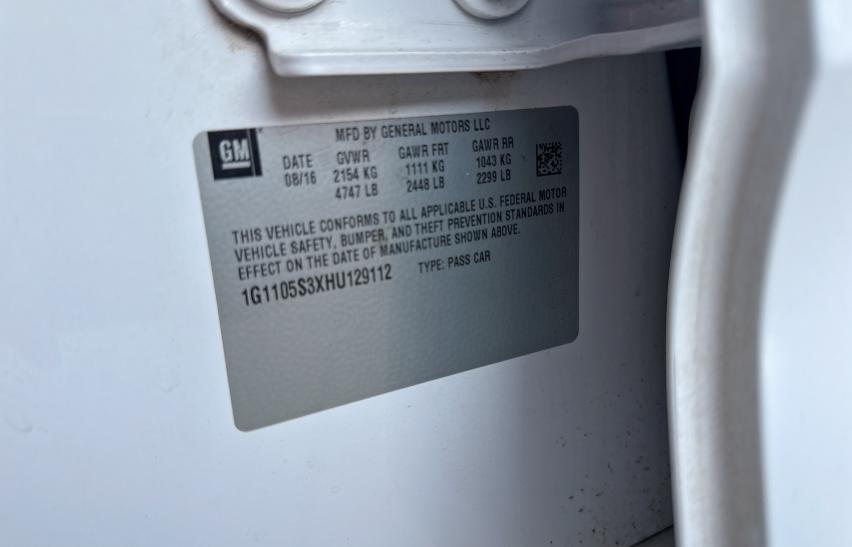 GM
MFD BY GENERAL MOTORS LLC
DATE GVWR GAWR FRT GAWR RR
08/16 2154 KG 1111 KG 1043 KG
4747 LB 2448 LB 2299 LB
THIS VEHICLE CONFORMS TO ALL APPLICABLE U.S. FEDERAL MOTOR
VEHICLE SAFETY, BUMPER, AND THEFT PREVENTION STANDARDS IN
EFFECT ON THE DATE OF MANUFACTURE SHOWN ABOVE.
1G1105S3XHU129112 TYPE: PASS CAR